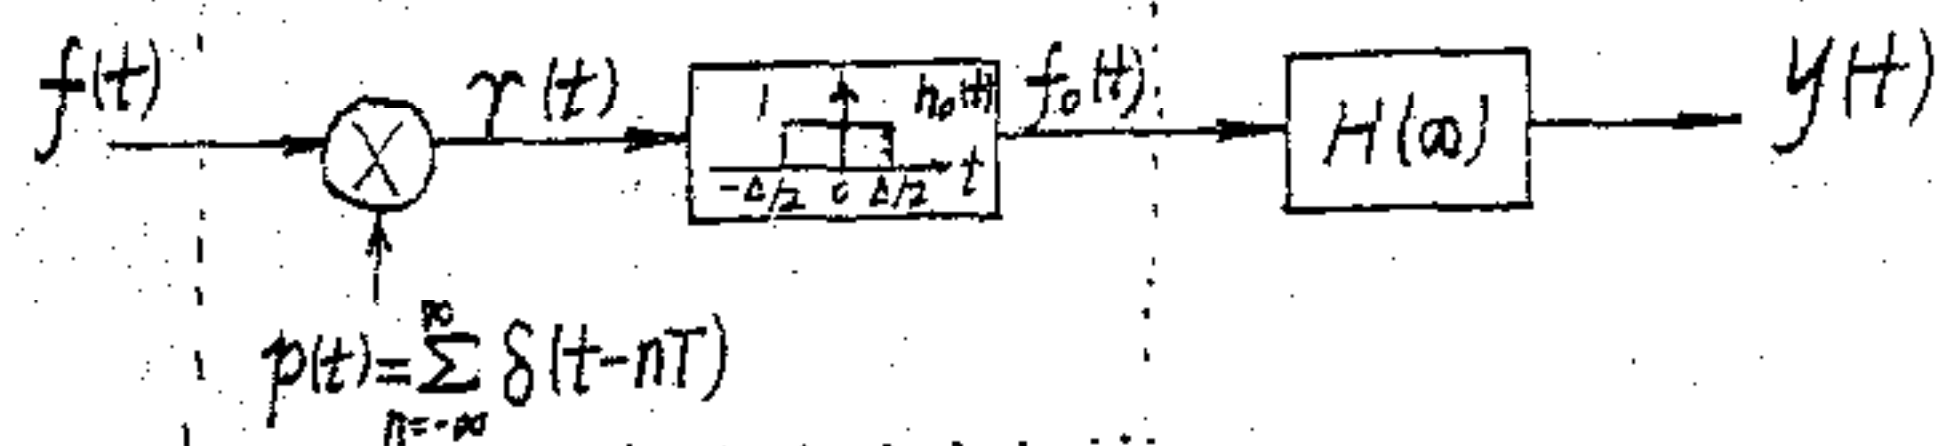 f(t) r(t) 1 h₀(t) f₀(t) H(ω) y(t)
-Δ/2 0 Δ/2 t
p(t)=∑ δ(t-nT)
∞
n=-∞